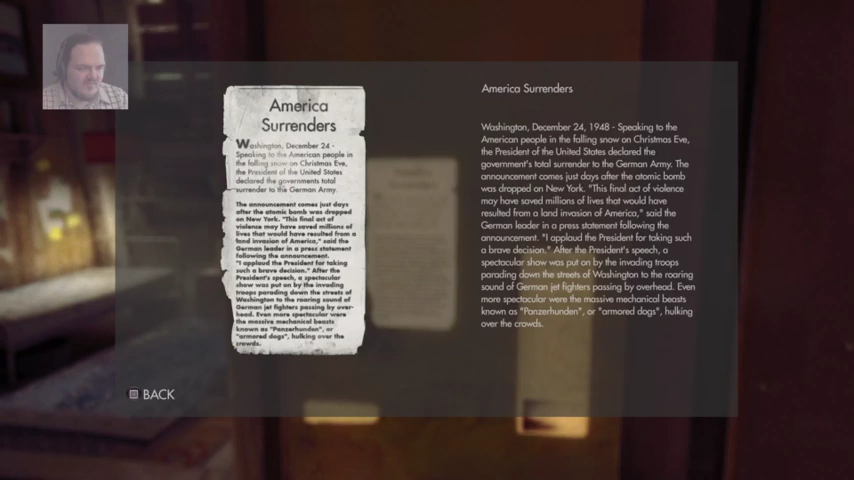 America
Surrenders
Washington, December 24 -
Speaking to the American people in
the falling snow on Christmas Eve,
the President of the United States
declared the governments total
surrender to the German Army.
The announcement comes just days
after the atomic bomb was dropped
on New York. "This final act of
violence may have saved millions of
lives that would have resulted from a
land invasion of America," said the
German leader in a press statement
following the announcement.
"I applaud the President for taking
such a brave decision." After the
President's speech, a spectacular
show was put on by the invading
troops parading down the streets of
Washington to the roaring sound of
German jet fighters passing by over-
head. Even more spectacular were
the massive mechanical beasts
known as "Panzerhunden", or
"armored dogs", hulking over the
crowds.
America Surrenders
Washington, December 24, 1948 - Speaking to the
American people in the falling snow on Christmas Eve,
the President of the United States declared the
government's total surrender to the German Army. The
announcement comes just days after the atomic bomb
was dropped on New York. "This final act of violence
may have saved millions of lives that would have
resulted from a land invasion of America," said the
German leader in a press statement following the
announcement. "I applaud the President for taking such
a brave decision." After the President's speech, a
spectacular show was put on by the invading troops
parading down the streets of Washington to the roaring
sound of German jet fighters passing by overhead. Even
more spectacular were the massive mechanical beasts
known as "Panzerhunden", or "armored dogs", hulking
over the crowds.
BACK